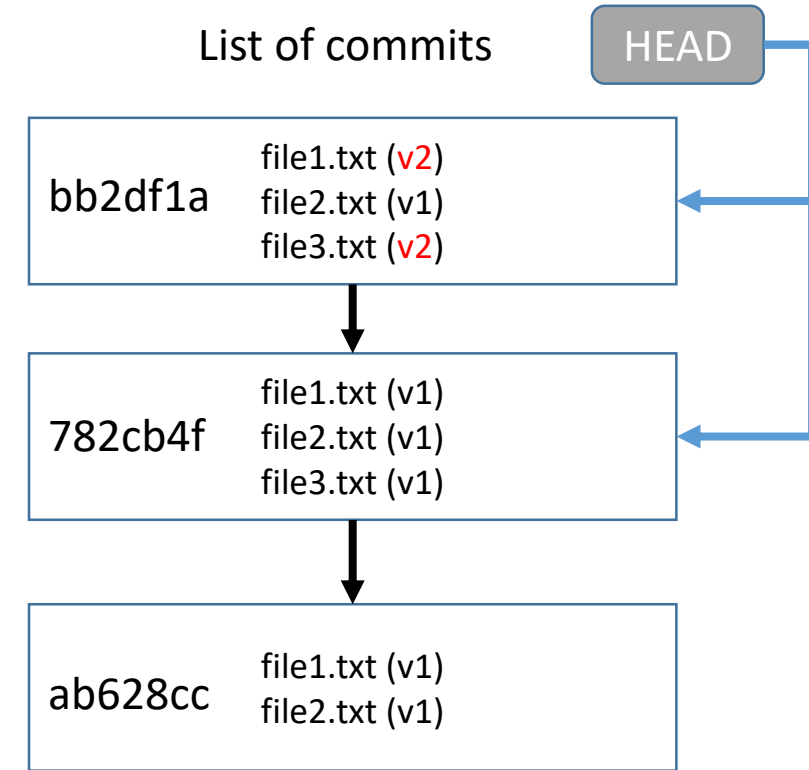 List of commits
HEAD
bb2df1a
file1.txt (v2)
file2.txt (v1)
file3.txt (v2)
782cb4f
file1.txt (v1)
file2.txt (v1)
file3.txt (v1)
ab628cc
file1.txt (v1)
file2.txt (v1)